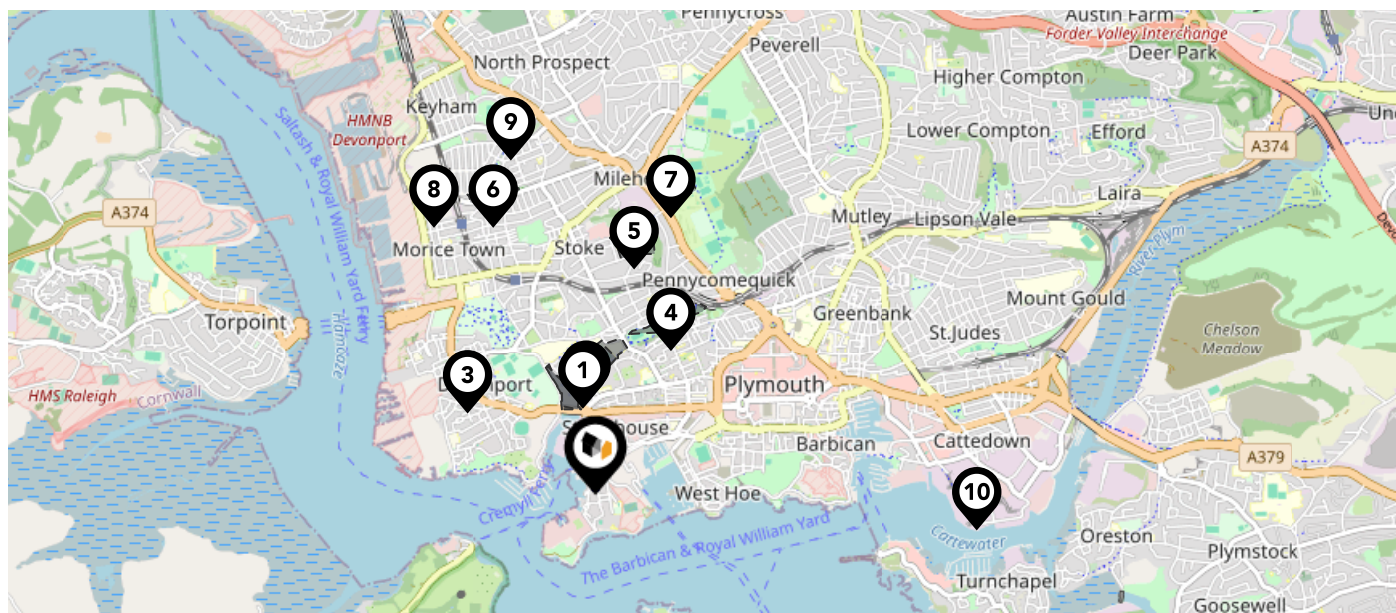 Pennycross
Austin Farm
Forder Valley Interchange
Peverell
Deer Park
North Prospect
Higher Compton
Keyham
HMNB
Devonport
9
Lower Compton
Efford
A374
Saltash & Royal William Yard Ferry
8
6
7
Laira
A374
Mutley
Lipson Vale
5
Morice Town
Stoke
River Plym
Pennycomequick
Mount Gould
Torpoint
Hamoaze
4
Greenbank
St.Judes
Chelson
Meadow
3
1
Plymouth
HMS Raleigh
Cornwall
Barbican
Cattedown
A379
West Hoe
10
Cremyll Ferry
The Barbican & Royal William Yard
Cattewater
Oreston
Plymstock
Turnchapel
Goosewell